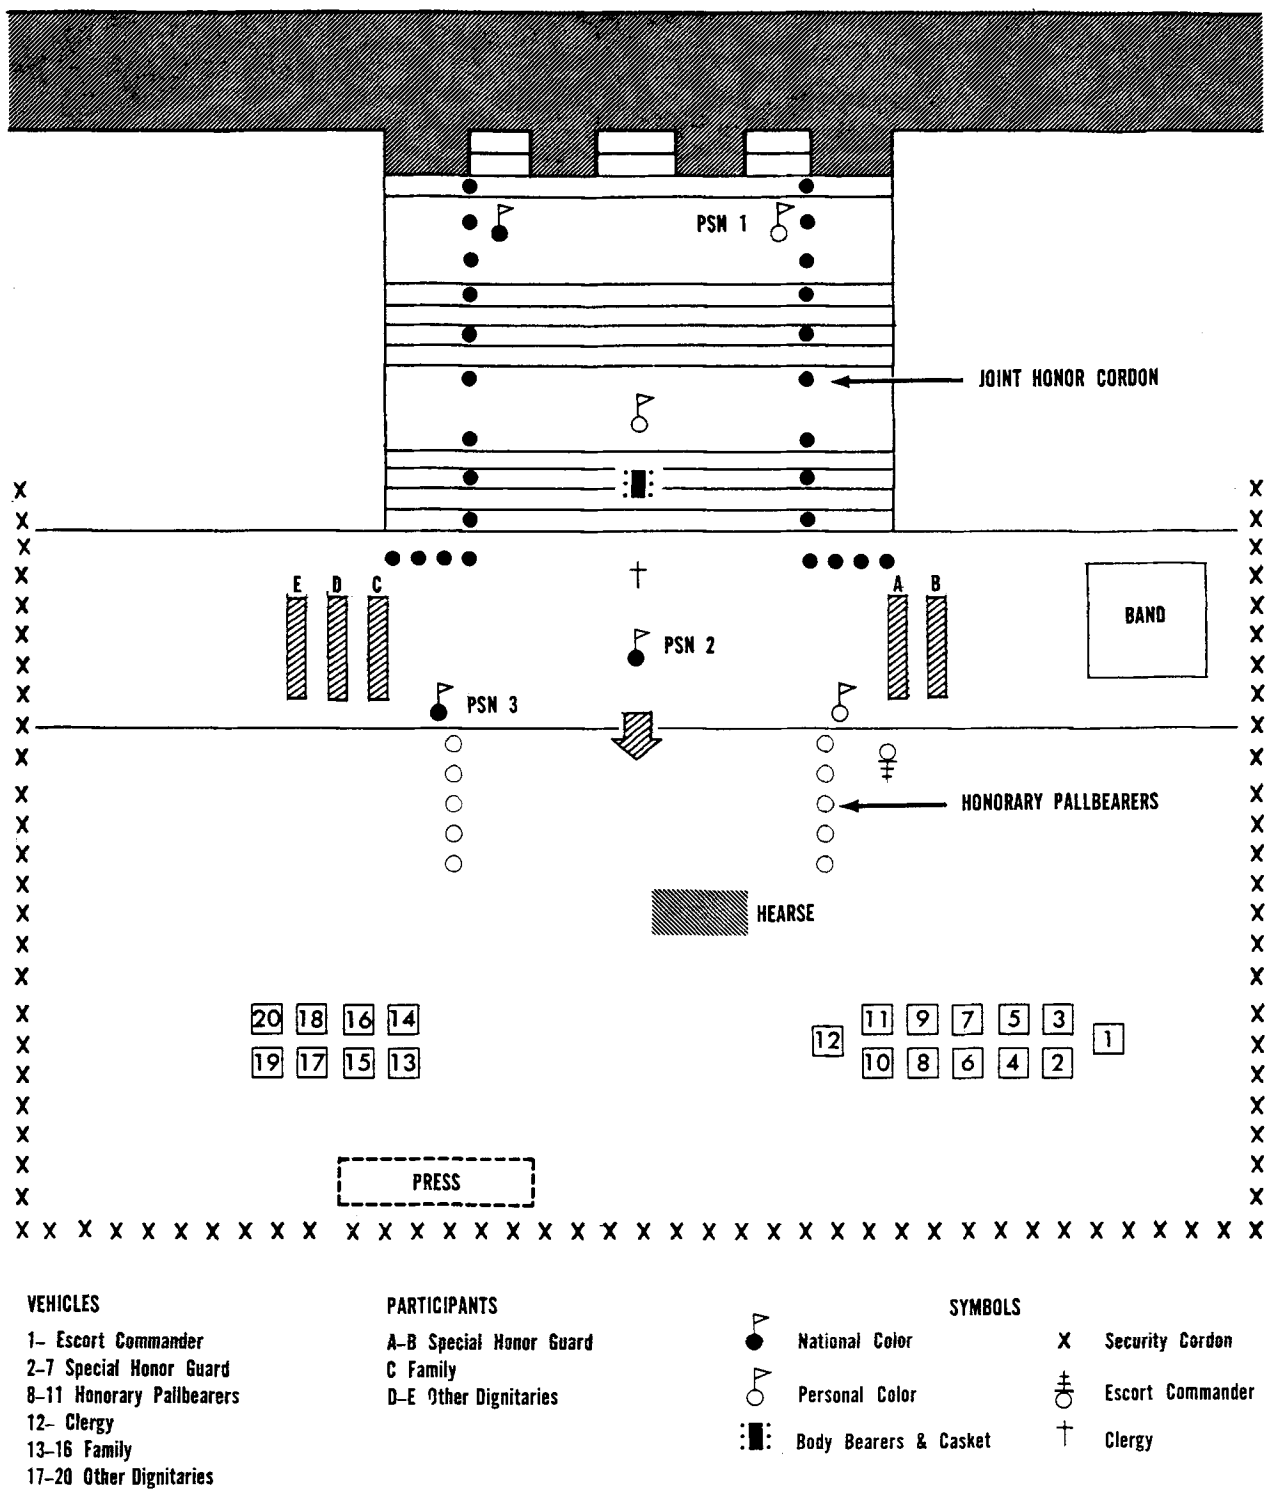 PSN 1
JOINT HONOR CORDON
E D C
A B
BAND
PSN 2
PSN 3
HONORARY PALLBEARERS
HEARSE
20 18 16 14
11 9 7 5 3
12
1
19 17 15 13
10 8 6 4 2
PRESS
VEHICLES
1– Escort Commander
2–7 Special Honor Guard
8–11 Honorary Pallbearers
12– Clergy
13–16 Family
17–20 Other Dignitaries
PARTICIPANTS
A–B Special Honor Guard
C Family
D–E Other Dignitaries
SYMBOLS
National Color
Personal Color
Body Bearers & Casket
X Security Cordon
Escort Commander
Clergy